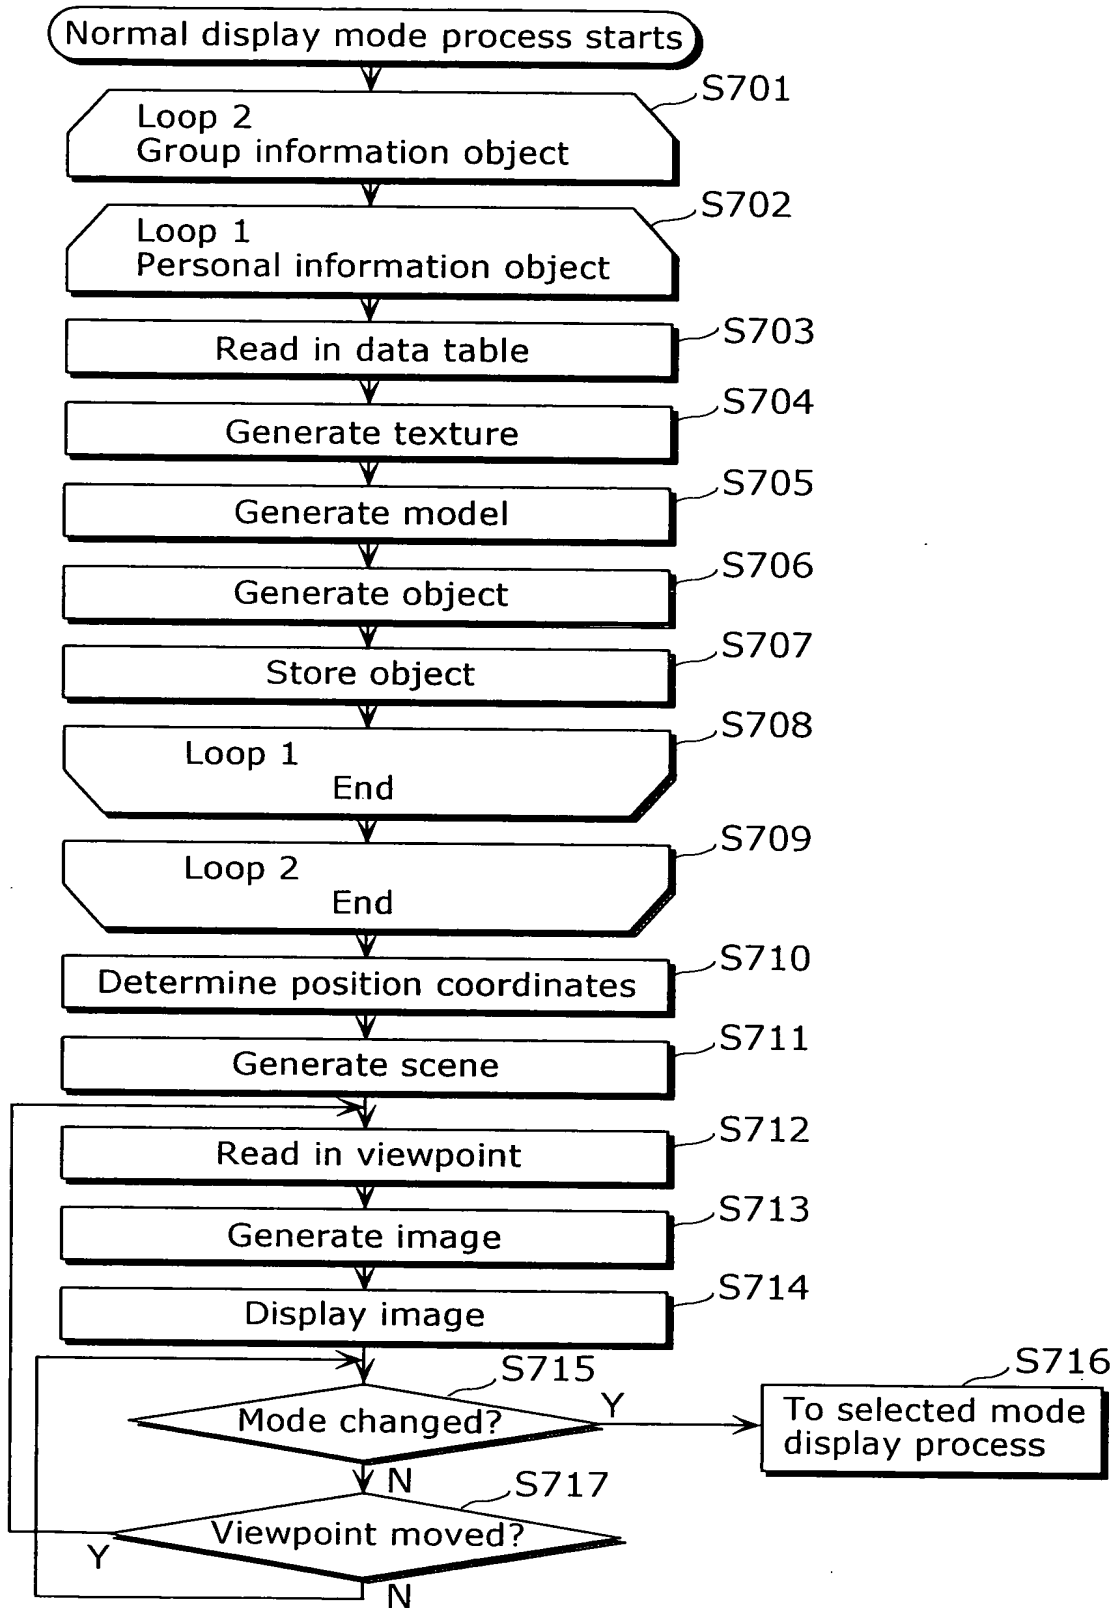 Normal display mode process starts
S701
Loop 2
Group information object
S702
Loop 1
Personal information object
S703
Read in data table
S704
Generate texture
S705
Generate model
S706
Generate object
S707
Store object
S708
Loop 1
End
S709
Loop 2
End
S710
Determine position coordinates
S711
Generate scene
S712
Read in viewpoint
S713
Generate image
S714
Display image
S715
Mode changed?
Y
S716
To selected mode
display process
N
S717
Viewpoint moved?
Y
N